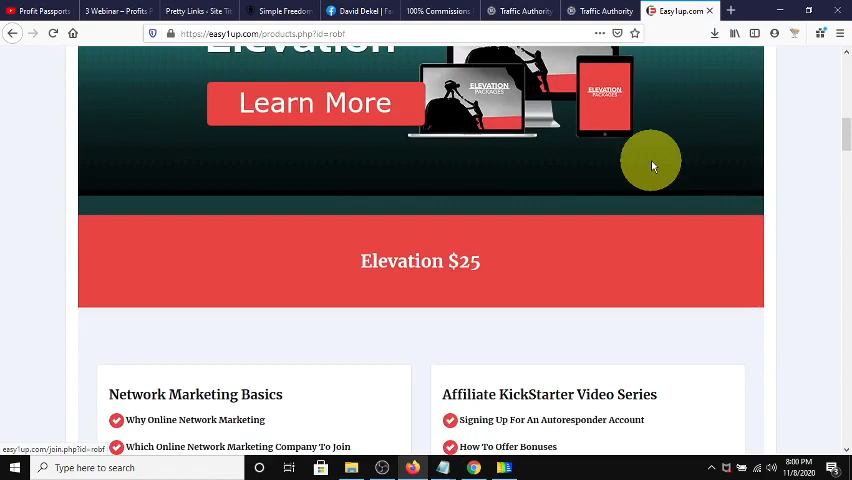 Profit Passports
3 Webinar – Profits P
Pretty Links ‹ Site Titl
Simple Freedom
David Dekel | Fa
100% Commissions
Traffic Authority
Traffic Authority
Easy1up.com
https://easy1up.com/products.php?id=robf
Elevation
Learn More
ELEVATION
PACKAGES
ELEVATION
PACKAGES
Elevation $25
Network Marketing Basics
Why Online Network Marketing
Which Online Network Marketing Company To Join
Affiliate KickStarter Video Series
Signing Up For An Autoresponder Account
How To Offer Bonuses
easy1up.com/join.php?id=robf
Type here to search
8:00 PM
11/8/2020
3